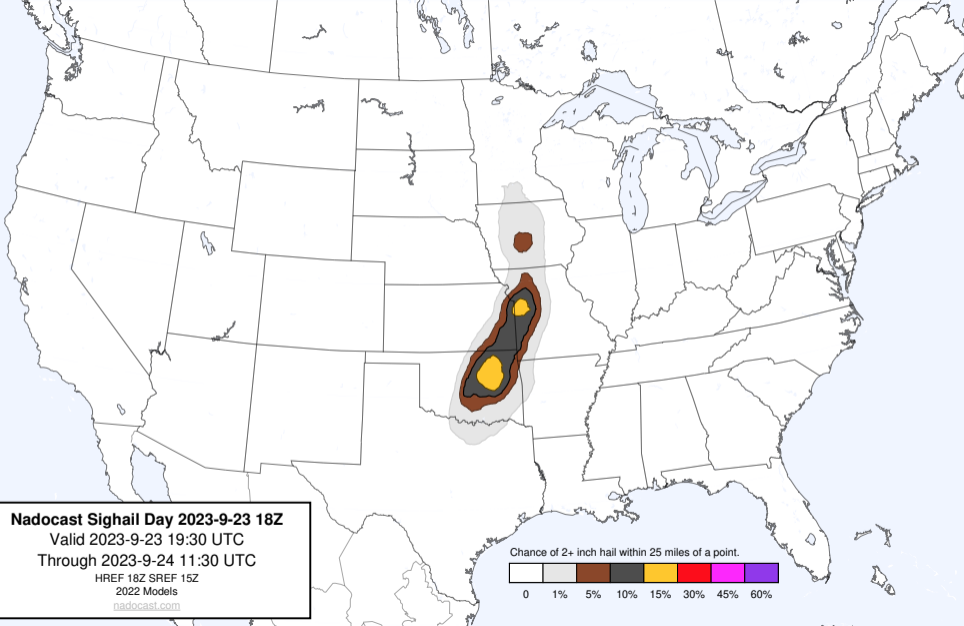 Nadocast Sighail Day 2023-9-23 18Z
Valid 2023-9-23 19:30 UTC
Through 2023-9-24 11:30 UTC
HREF 18Z SREF 15Z
2022 Models
nadocast.com
Chance of 2+ inch hail within 25 miles of a point.
0 1% 5% 10% 15% 30% 45% 60%